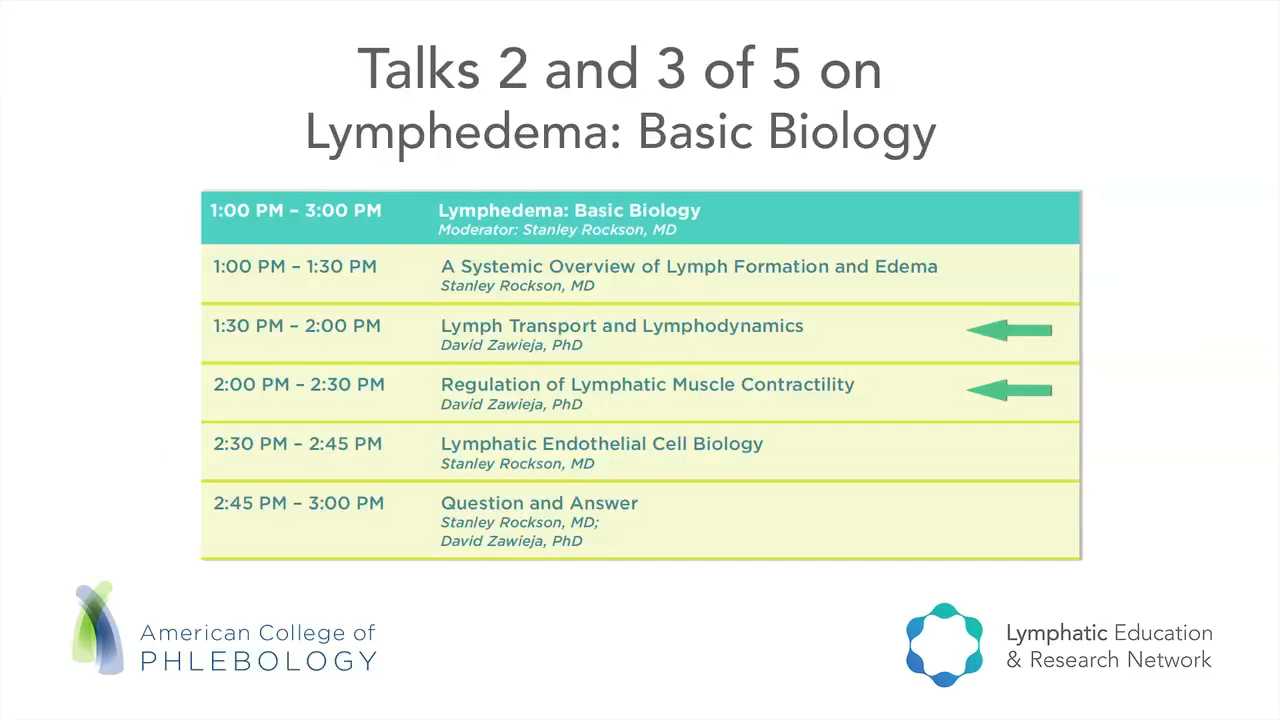 Talks 2 and 3 of 5 on
Lymphedema: Basic Biology
1:00 PM – 3:00 PM Lymphedema: Basic Biology
Moderator: Stanley Rockson, MD
1:00 PM – 1:30 PM A Systemic Overview of Lymph Formation and Edema
Stanley Rockson, MD
1:30 PM – 2:00 PM Lymph Transport and Lymphodynamics
David Zawieja, PhD
2:00 PM – 2:30 PM Regulation of Lymphatic Muscle Contractility
David Zawieja, PhD
2:30 PM – 2:45 PM Lymphatic Endothelial Cell Biology
Stanley Rockson, MD
2:45 PM – 3:00 PM Question and Answer
Stanley Rockson, MD;
David Zawieja, PhD
American College of
PHLEBOLOGY
Lymphatic Education
& Research Network